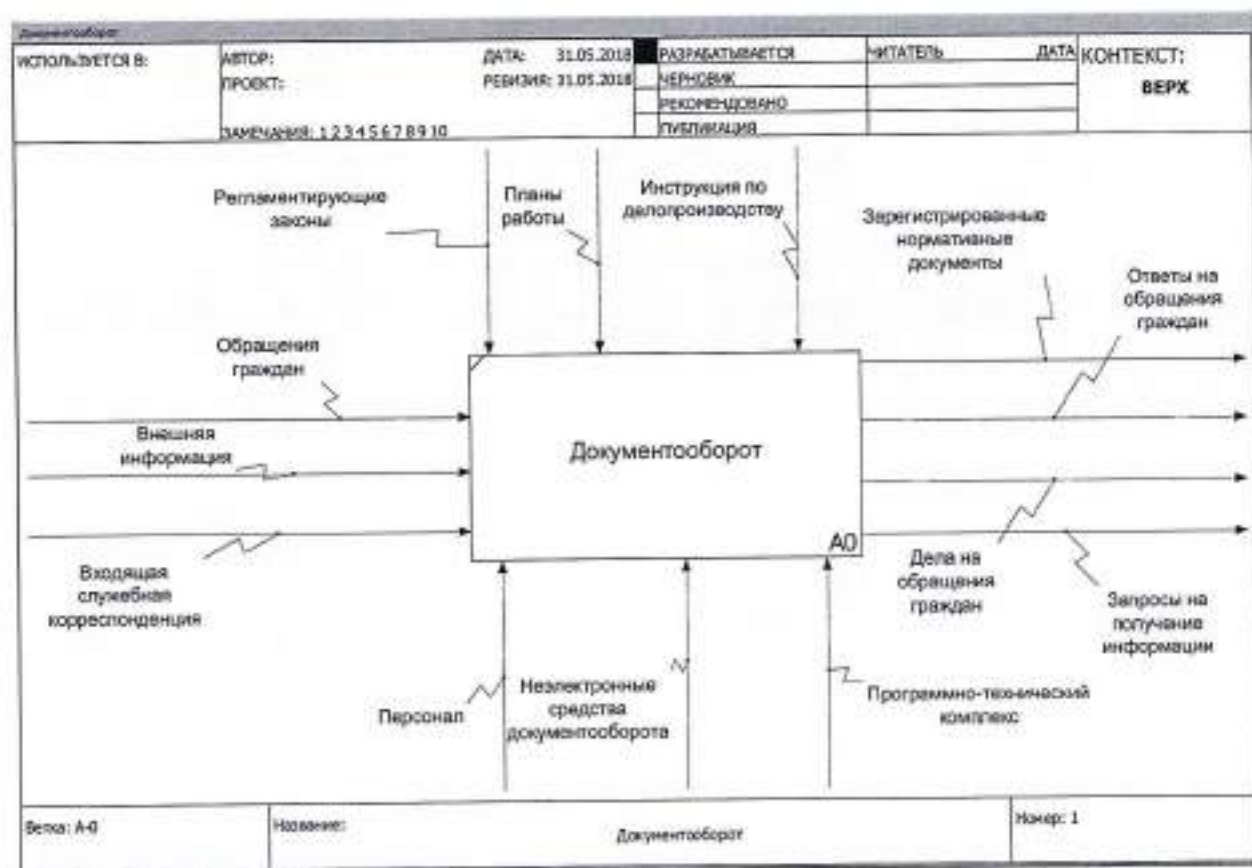 Документооборот
ИСПОЛЬЗУЕТСЯ В:
АВТОР:
ДАТА: 31.05.2018
РАЗРАБАТЫВАЕТСЯ
ЧИТАТЕЛЬ
ДАТА
КОНТЕКСТ:
ПРОЕКТ:
РЕВИЗИЯ: 31.05.2018
ЧЕРНОВИК
ВЕРХ
РЕКОМЕНДОВАНО
ЗАМЕЧАНИЯ: 1 2 3 4 5 6 7 8 9 10
ПУБЛИКАЦИЯ
Регламентирующие
законы
Планы
работы
Инструкция по
делопроизводству
Зарегистрированные
нормативные
документы
Ответы на
обращения
граждан
Обращения
граждан
Внешняя
информация
Входящая
служебная
корреспонденция
Документооборот
A0
Дела на
обращения
граждан
Запросы на
получение
информации
Персонал
Неэлектронные
средства
документооборота
Программно-технический
комплекс
Ветка: A-0
Название:
Документооборот
Номер: 1